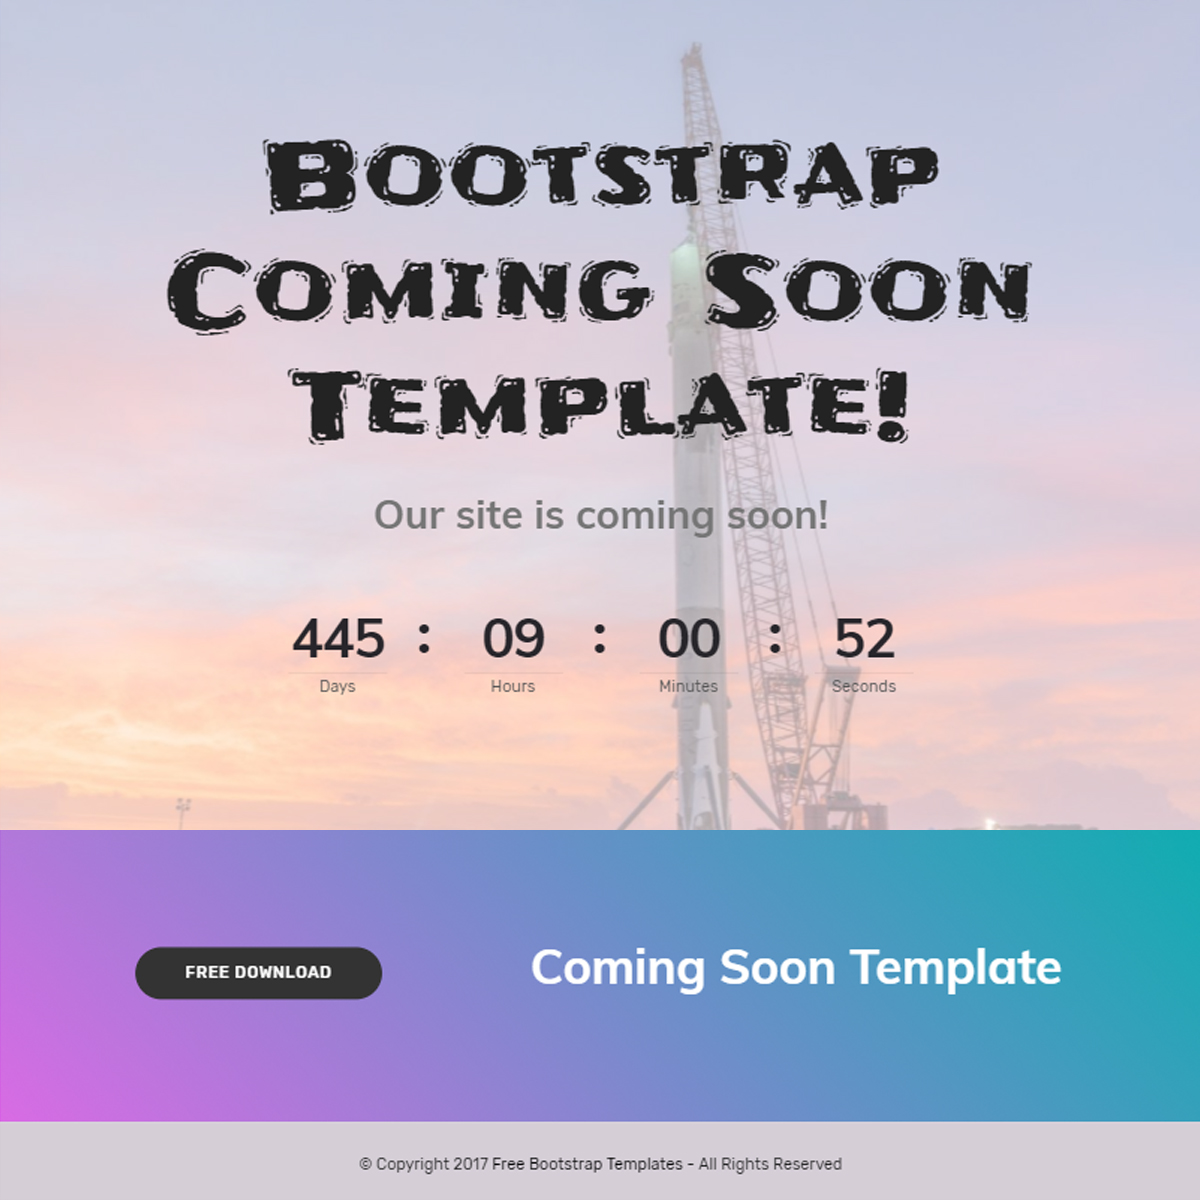 Bootstrap
Coming Soon
Template!
Our site is coming soon!
445 : 09 : 00 : 52
Days Hours Minutes Seconds
FREE DOWNLOAD
Coming Soon Template
© Copyright 2017 Free Bootstrap Templates - All Rights Reserved